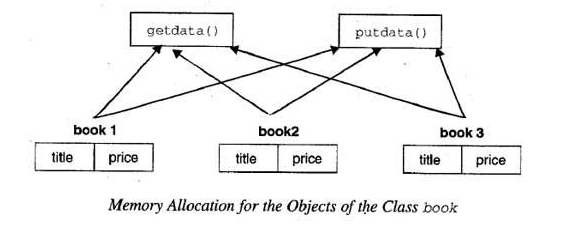 getdata() putdata()
book 1 book2 book 3
title price title price title price
Memory Allocation for the Objects of the Class book